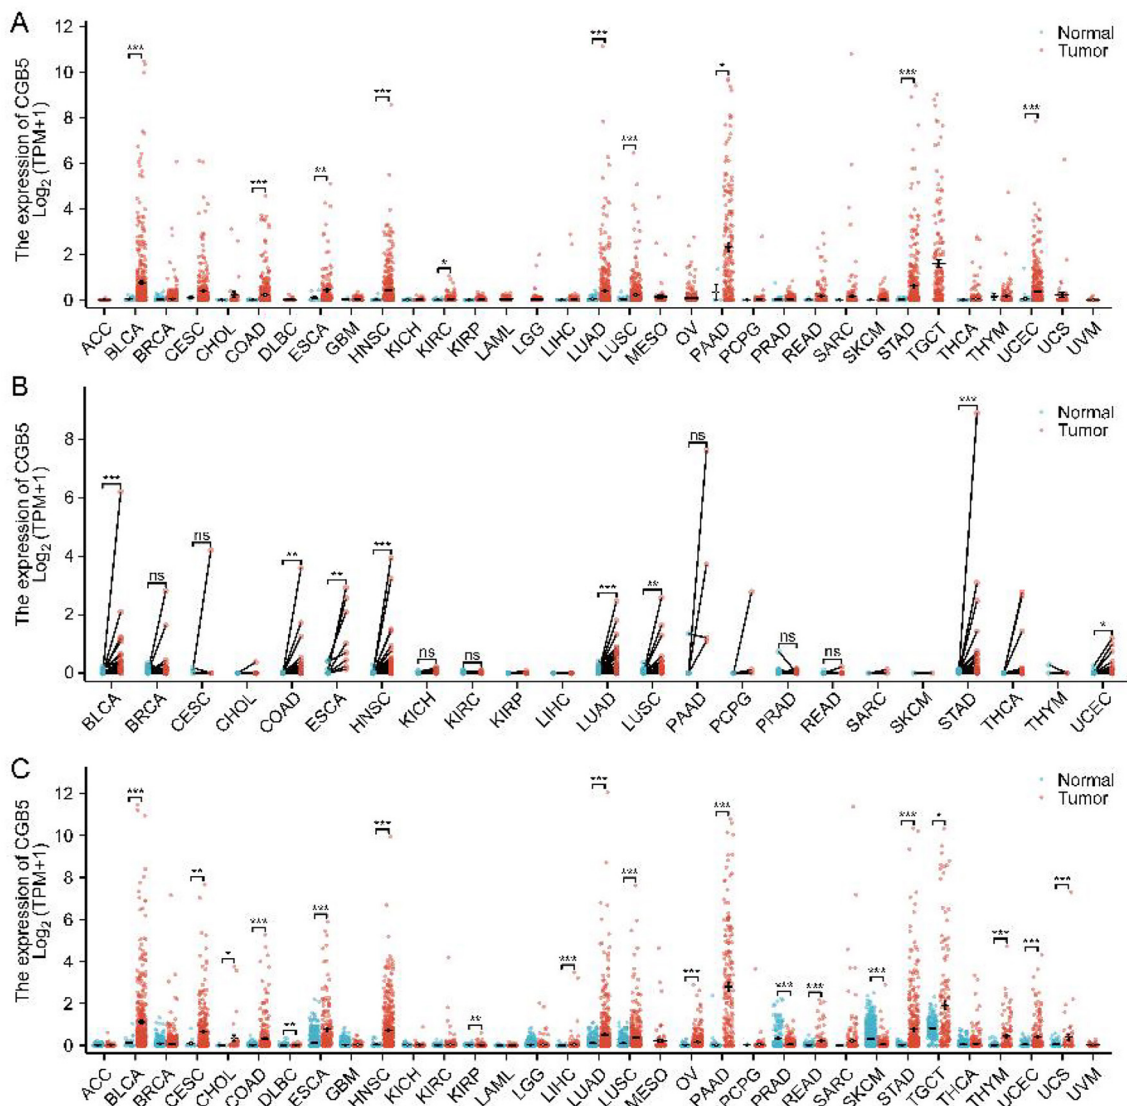 A
Normal
Tumor
The expression of CGB5
Log2 (TPM+1)
12
10
8
6
4
2
0
*** *** ** *** * *** *** * *** ***
ACC BLCA BRCA CESC CHOL COAD DLBC ESCA GBM HNSC KICH KIRC KIRP LAML LGG LIHC LUAD LUSC MESO OV PAAD PCPG PRAD READ SARC SKCM STAD TGCT THCA THYM UCEC UCS UVM
B
Normal
Tumor
The expression of CGB5
Log2 (TPM+1)
8
6
4
2
0
*** ns ns ** ** *** ns ns *** ** ns ns ns *** *
BLCA BRCA CESC CHOL COAD ESCA HNSC KICH KIRC KIRP LIHC LUAD LUSC PAAD PCPG PRAD READ SARC SKCM STAD THCA THYM UCEC
C
Normal
Tumor
The expression of CGB5
Log2 (TPM+1)
12
10
8
6
4
2
0
*** ** * *** ** *** *** ** *** *** *** *** *** *** *** *** *** * *** *** ***
ACC BLCA BRCA CESC CHOL COAD DLBC ESCA GBM HNSC KICH KIRC KIRP LAML LGG LIHC LUAD LUSC MESO OV PAAD PCPG PRAD READ SARC SKCM STAD TGCT THCA THYM UCEC UCS UVM